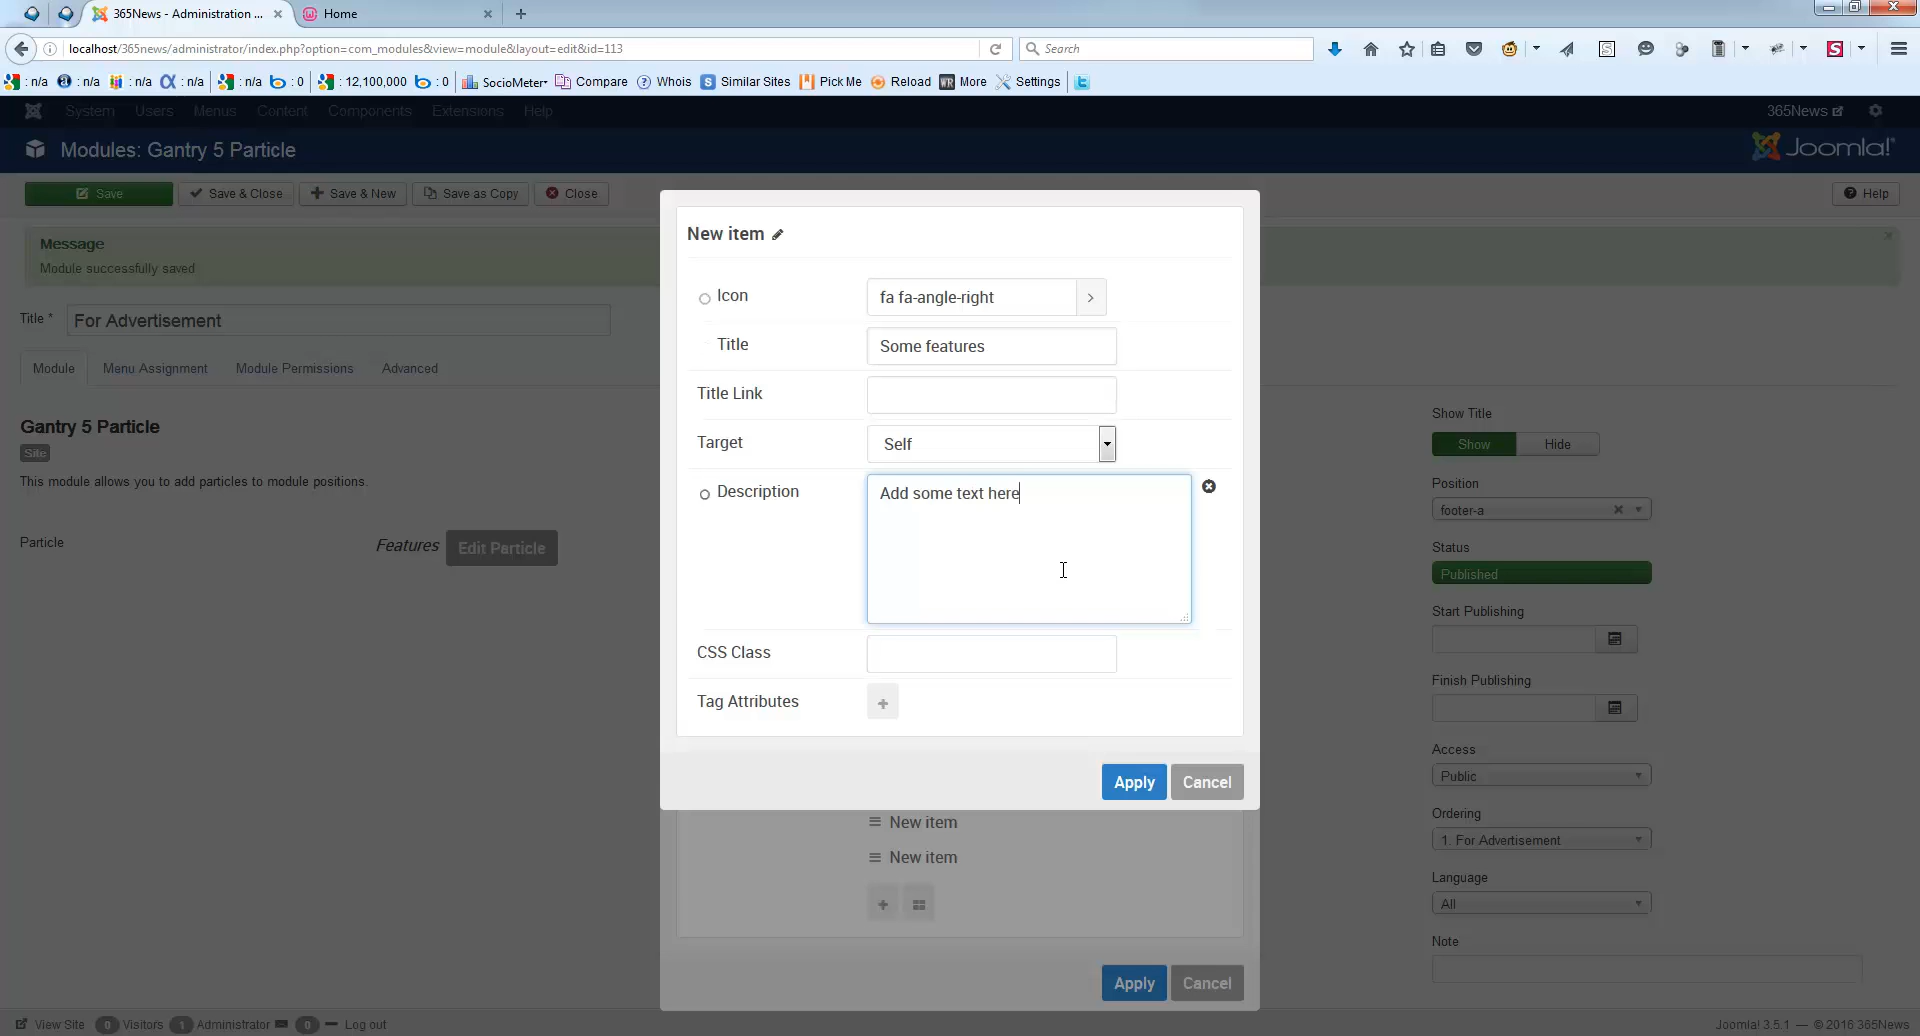 365News - Administration ...
Home
localhost/365news/administrator/index.php?option=com_modules&view=module&layout=edit&id=113
Search
: n/a : n/a : n/a : n/a : n/a : 0 : 12,100,000 : 0 SocioMeter Compare Whois Similar Sites Pick Me Reload More Settings
System Users Menus Content Components Extensions Help 365News
Modules: Gantry 5 Particle Joomla!
Save Save & Close Save & New Save as Copy Close Help
Message
Module successfully saved
Title * For Advertisement
Module Menu Assignment Module Permissions Advanced
Gantry 5 Particle
Site
This module allows you to add particles to module positions.
Particle Features Edit Particle
New item
Icon fa fa-angle-right
Title Some features
Title Link
Target Self
Description Add some text here
CSS Class
Tag Attributes +
Apply Cancel
New item
New item
+
Apply Cancel
Show Title
Show Hide
Position
footer-a
Status
Published
Start Publishing
Finish Publishing
Access
Public
Ordering
1. For Advertisement
Language
All
Note
View Site 0 Visitors 1 Administrator 0 Log out Joomla! 3.5.1 — © 2016 365News